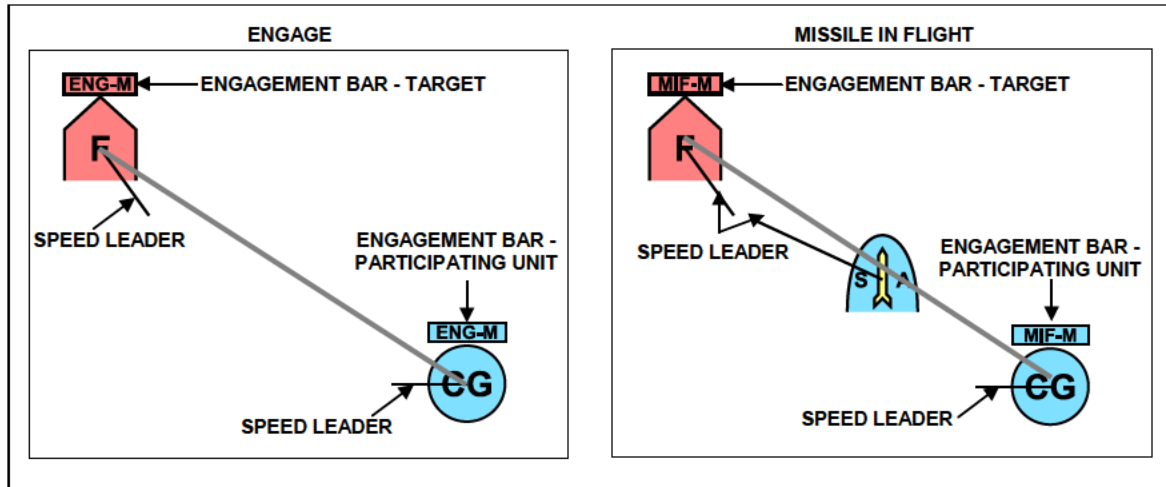 ENGAGE
ENG-M
ENGAGEMENT BAR - TARGET
F
SPEED LEADER
ENGAGEMENT BAR -
PARTICIPATING UNIT
ENG-M
CG
SPEED LEADER
MISSILE IN FLIGHT
MIF-M
ENGAGEMENT BAR - TARGET
F
SPEED LEADER
S A
ENGAGEMENT BAR -
PARTICIPATING UNIT
MIF-M
CG
SPEED LEADER